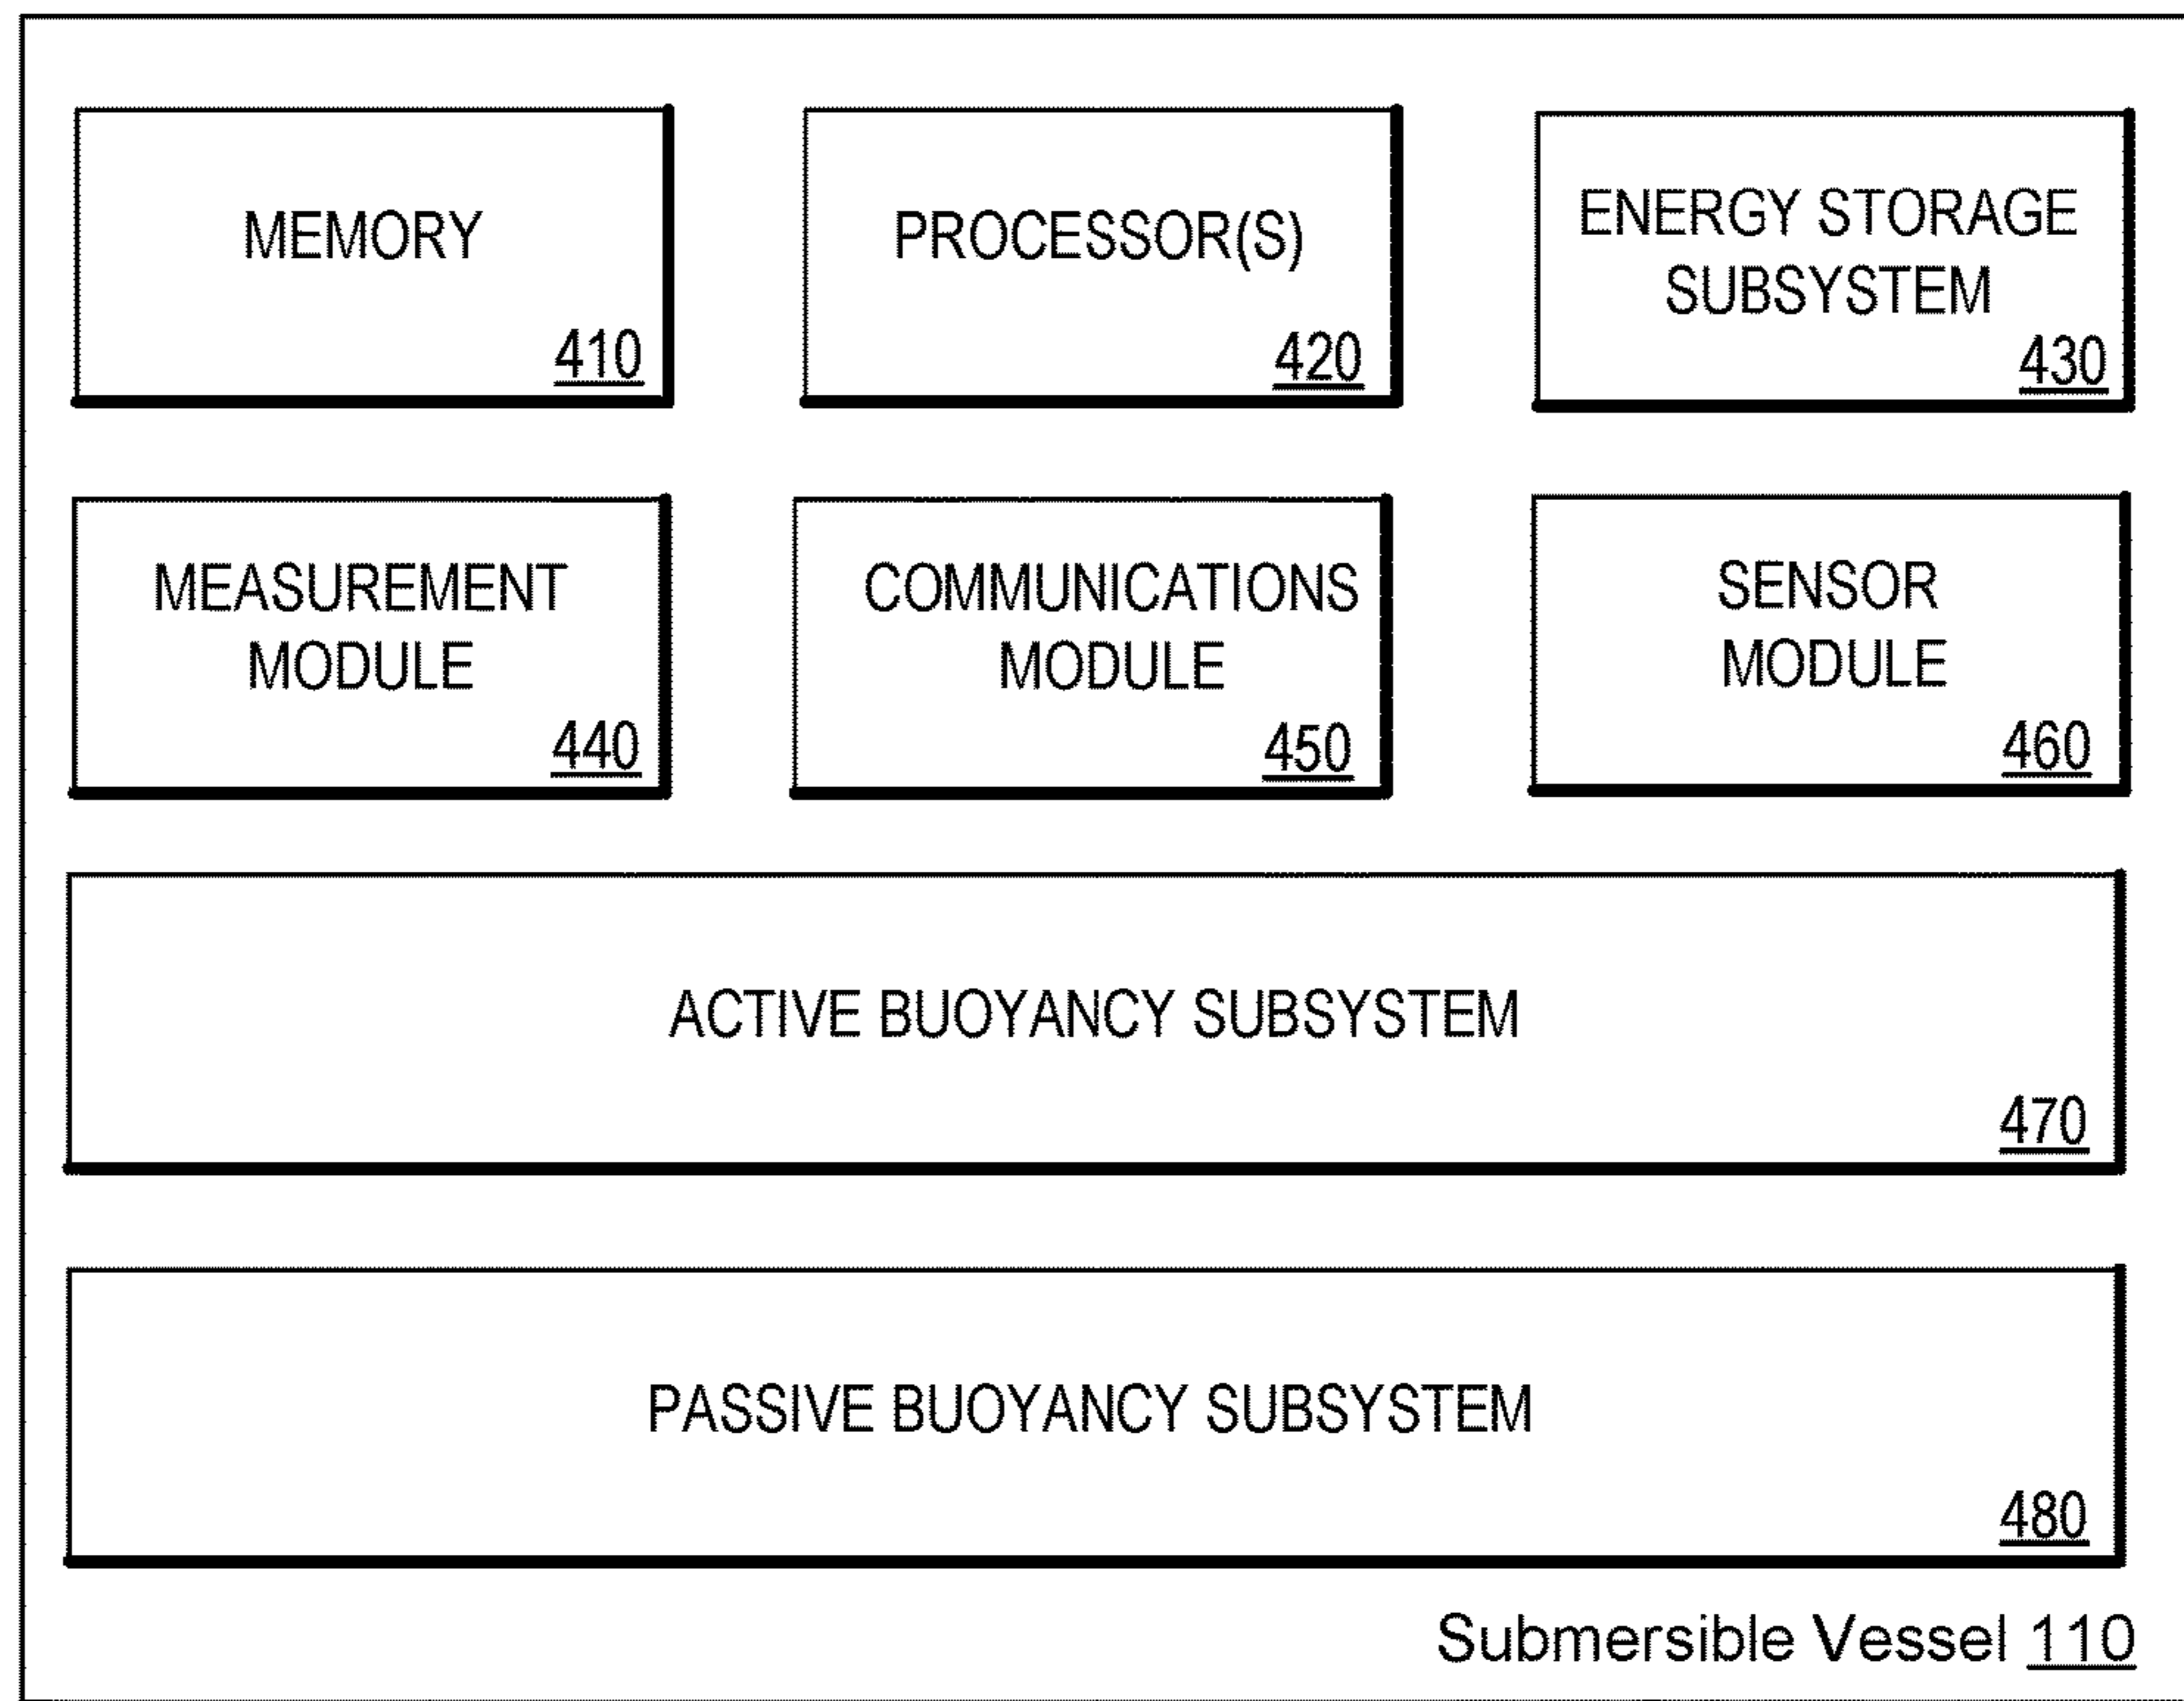 MEMORY
410
PROCESSOR(S)
420
ENERGY STORAGE
SUBSYSTEM
430
MEASUREMENT
MODULE
440
COMMUNICATIONS
MODULE
450
SENSOR
MODULE
460
ACTIVE BUOYANCY SUBSYSTEM
470
PASSIVE BUOYANCY SUBSYSTEM
480
Submersible Vessel 110